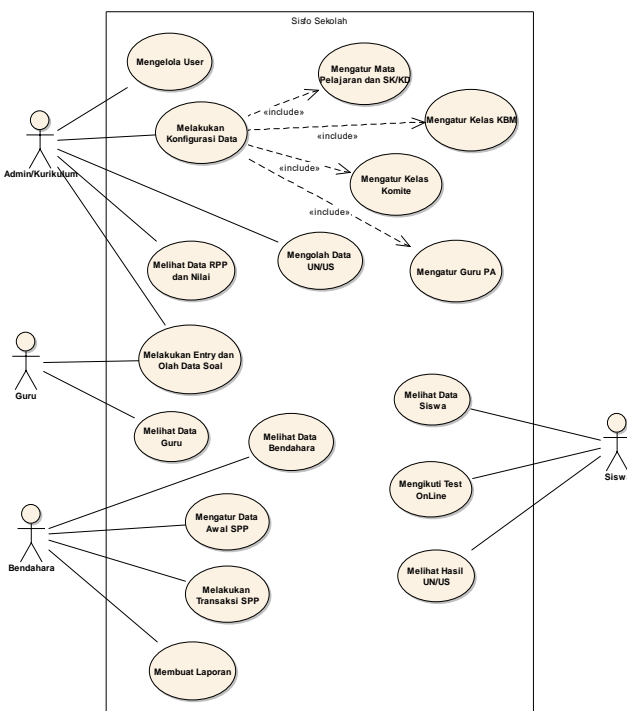 Sisfo Sekolah
Mengelola User
Mengatur Mata
Pelajaran dan SK/KD
«include»
Melakukan
Konfigurasi Data
Mengatur Kelas KBM
«include»
Admin/Kurikulum
«include»
Mengatur Kelas
Komite
«include»
Melihat Data RPP
dan Nilai
Mengolah Data
UN/US
Mengatur Guru PA
Melakukan Entry dan
Olah Data Soal
Guru
Melihat Data
Guru
Melihat Data
Bendahara
Melihat Data
Siswa
Siswa
Mengikuti Test
OnLine
Mengatur Data
Awal SPP
Bendahara
Melakukan
Transaksi SPP
Melihat Hasil
UN/US
Membuat Laporan